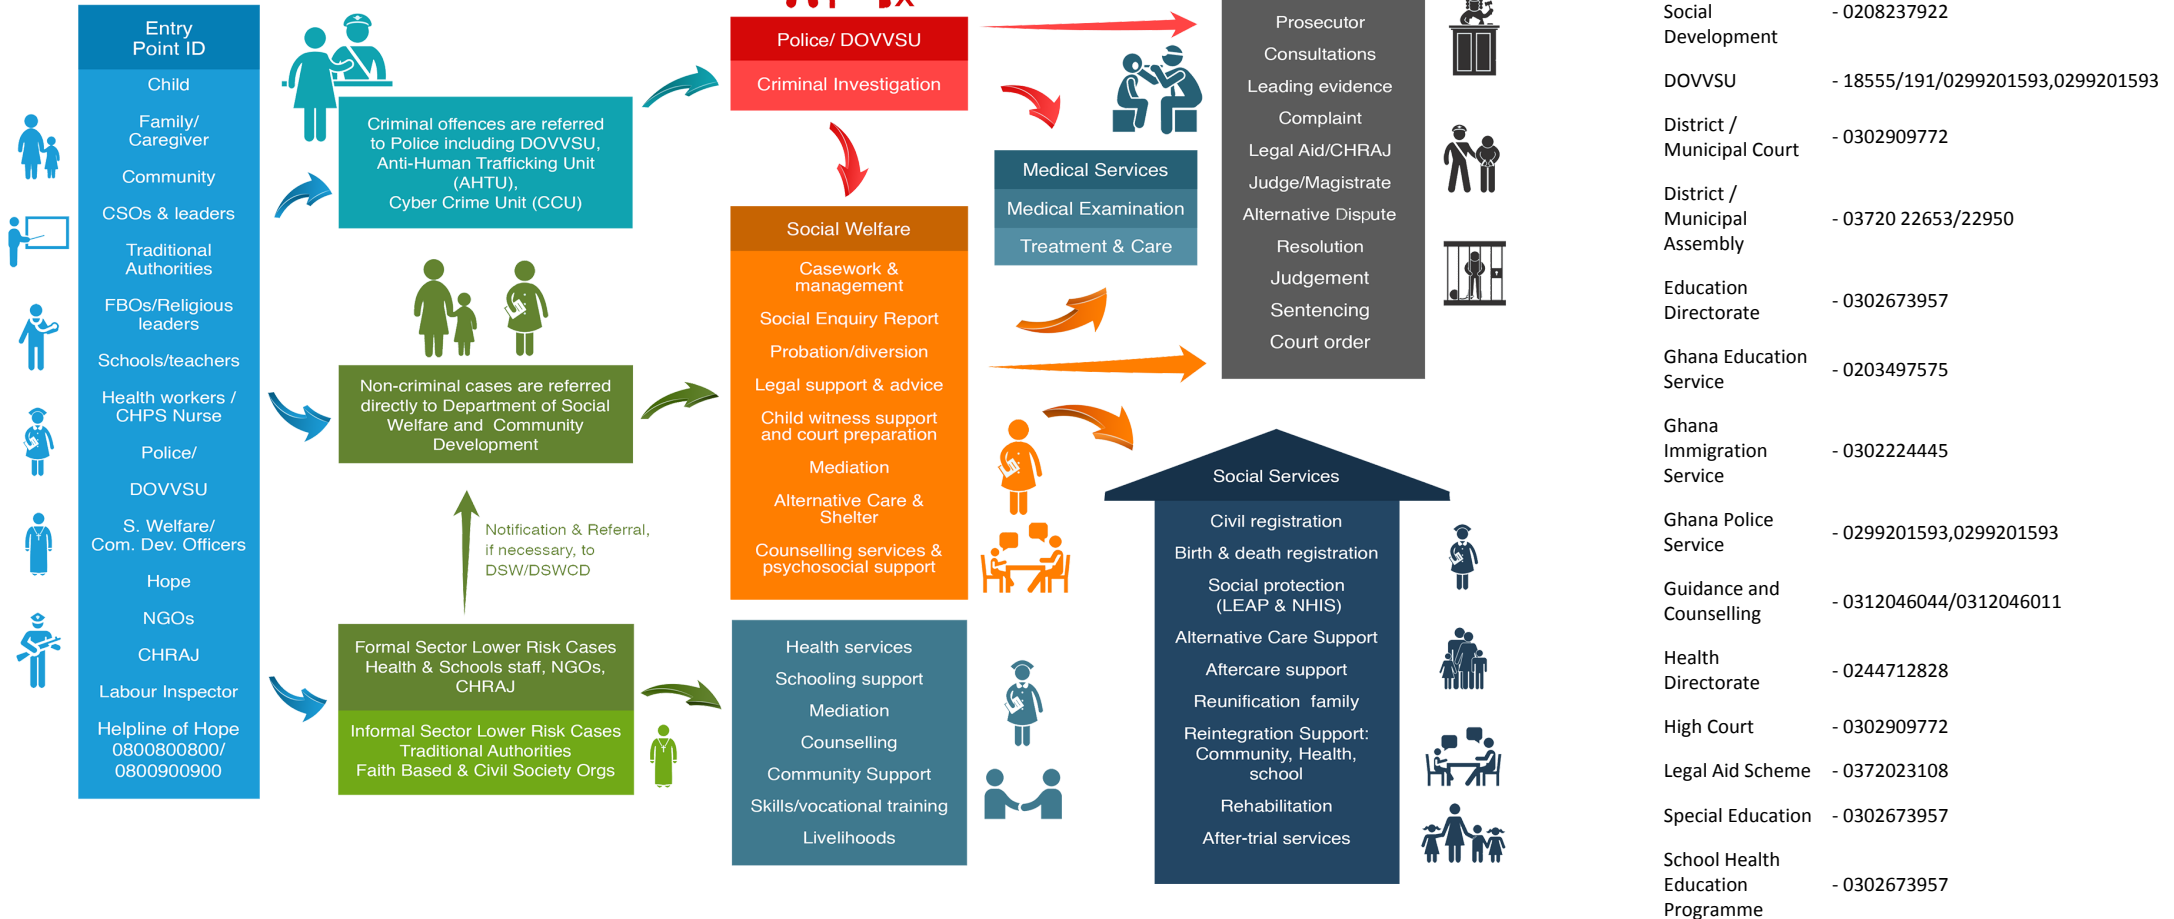 Entry
Point ID
Child
Family/
Caregiver
Community
CSOs & leaders
Traditional
Authorities
FBOs/Religious
leaders
Schools/teachers
Health workers /
CHPS Nurse
Police/
DOVVSU
S. Welfare/
Com. Dev. Officers
Hope
NGOs
CHRAJ
Labour Inspector
Helpline of Hope
0800800800/
0800900900
Criminal offences are referred
to Police including DOVVSU,
Anti-Human Trafficking Unit
(AHTU),
Cyber Crime Unit (CCU)
Non-criminal cases are referred
directly to Department of Social
Welfare and Community
Development
Notification & Referral,
if necessary, to
DSW/DSWCD
Formal Sector Lower Risk Cases
Health & Schools staff, NGOs,
CHRAJ
Informal Sector Lower Risk Cases
Traditional Authorities
Faith Based & Civil Society Orgs
Police/ DOVVSU
Criminal Investigation
Social Welfare
Casework &
management
Social Enquiry Report
Probation/diversion
Legal support & advice
Child witness support
and court preparation
Mediation
Alternative Care &
Shelter
Counselling services &
psychosocial support
Health services
Schooling support
Mediation
Counselling
Community Support
Skills/vocational training
Livelihoods
Medical Services
Medical Examination
Treatment & Care
Prosecutor
Consultations
Leading evidence
Complaint
Legal Aid/CHRAJ
Judge/Magistrate
Alternative Dispute
Resolution
Judgement
Sentencing
Court order
Social Services
Civil registration
Birth & death registration
Social protection
(LEAP & NHIS)
Alternative Care Support
Aftercare support
Reunification family
Reintegration Support:
Community, Health,
school
Rehabilitation
After-trial services
Social
Development - 0208237922
DOVVSU - 18555/191/0299201593,0299201593
District /
Municipal Court - 0302909772
District /
Municipal - 03720 22653/22950
Assembly
Education
Directorate - 0302673957
Ghana Education
Service - 0203497575
Ghana
Immigration - 0302224445
Service
Ghana Police
Service - 0299201593,0299201593
Guidance and
Counselling - 0312046044/0312046011
Health
Directorate - 0244712828
High Court - 0302909772
Legal Aid Scheme - 0372023108
Special Education - 0302673957
School Health
Education - 0302673957
Programme